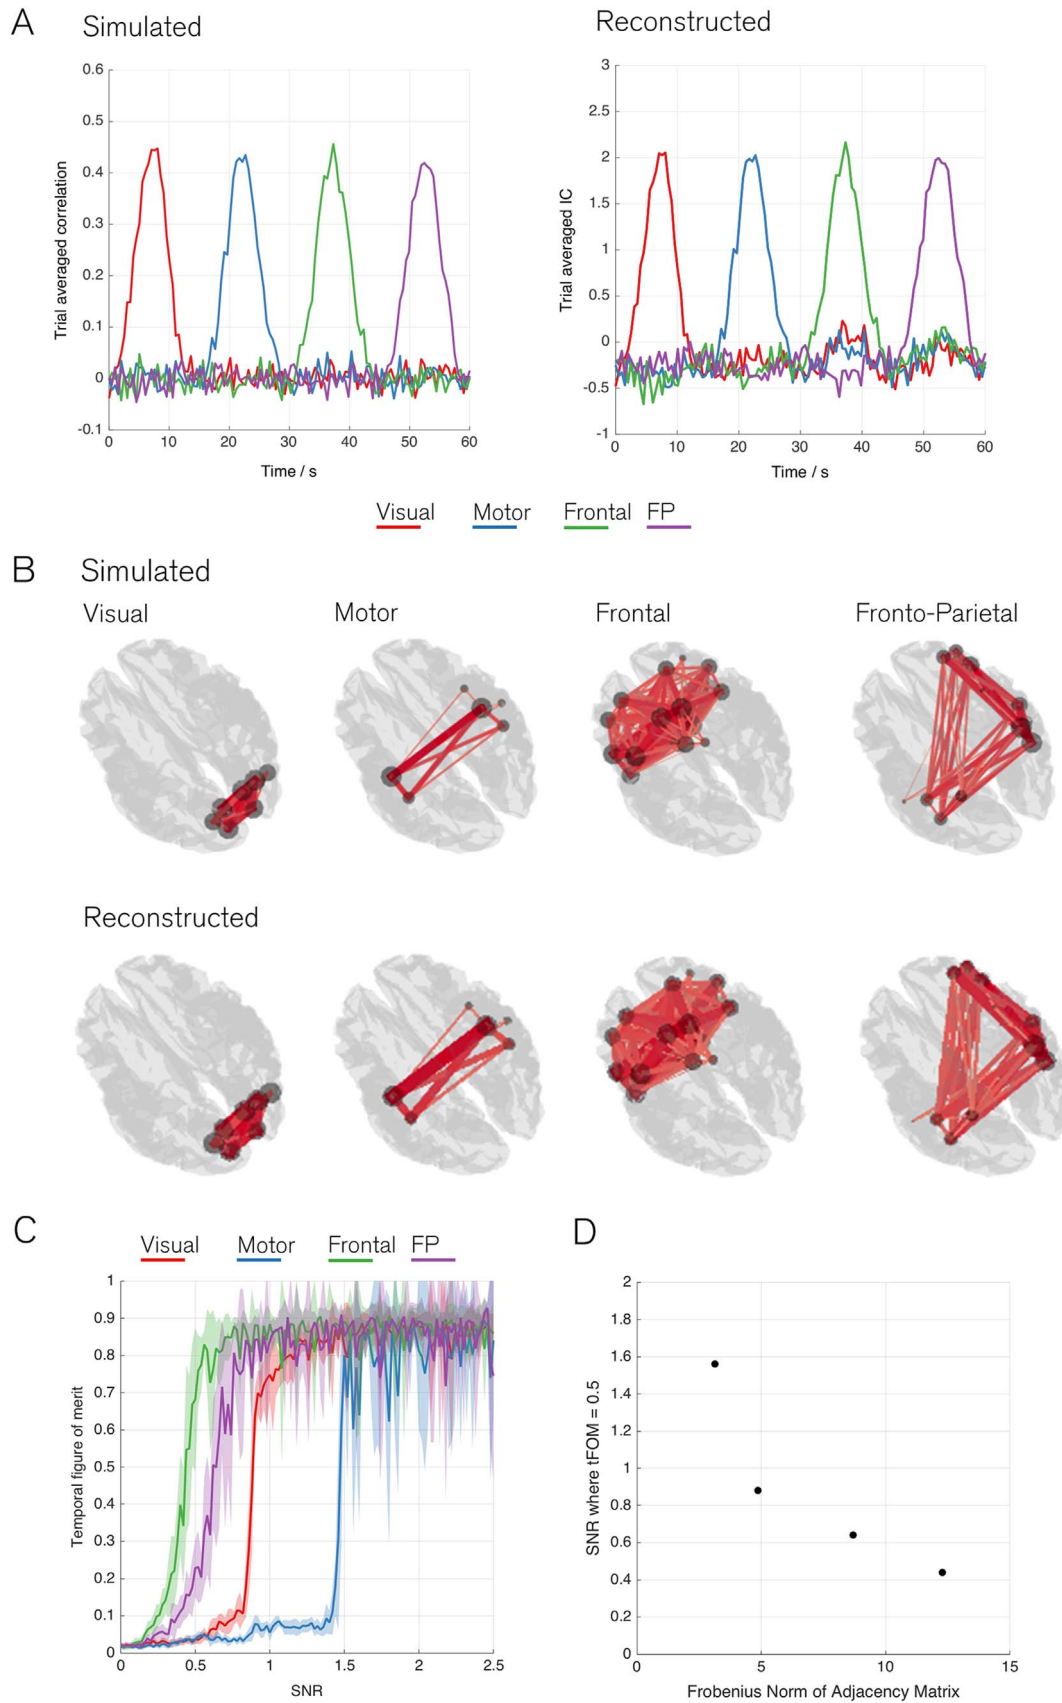 A
Simulated
Reconstructed
0.6
0.5
0.4
0.3
0.2
0.1
0
-0.1
Trial averaged correlation
0 10 20 30 40 50 60
Time / s
3
2.5
2
1.5
1
0.5
0
-0.5
-1
Trial averaged IC
0 10 20 30 40 50 60
Time / s
Visual Motor Frontal FP
B Simulated
Visual Motor Frontal Fronto-Parietal
Reconstructed
C
Visual Motor Frontal FP
1
0.9
0.8
0.7
0.6
0.5
0.4
0.3
0.2
0.1
0
Temporal figure of merit
0 0.5 1 1.5 2 2.5
SNR
D
2
1.8
1.6
1.4
1.2
1
0.8
0.6
0.4
0.2
0
SNR where tFOM = 0.5
0 5 10 15
Frobenius Norm of Adjacency Matrix